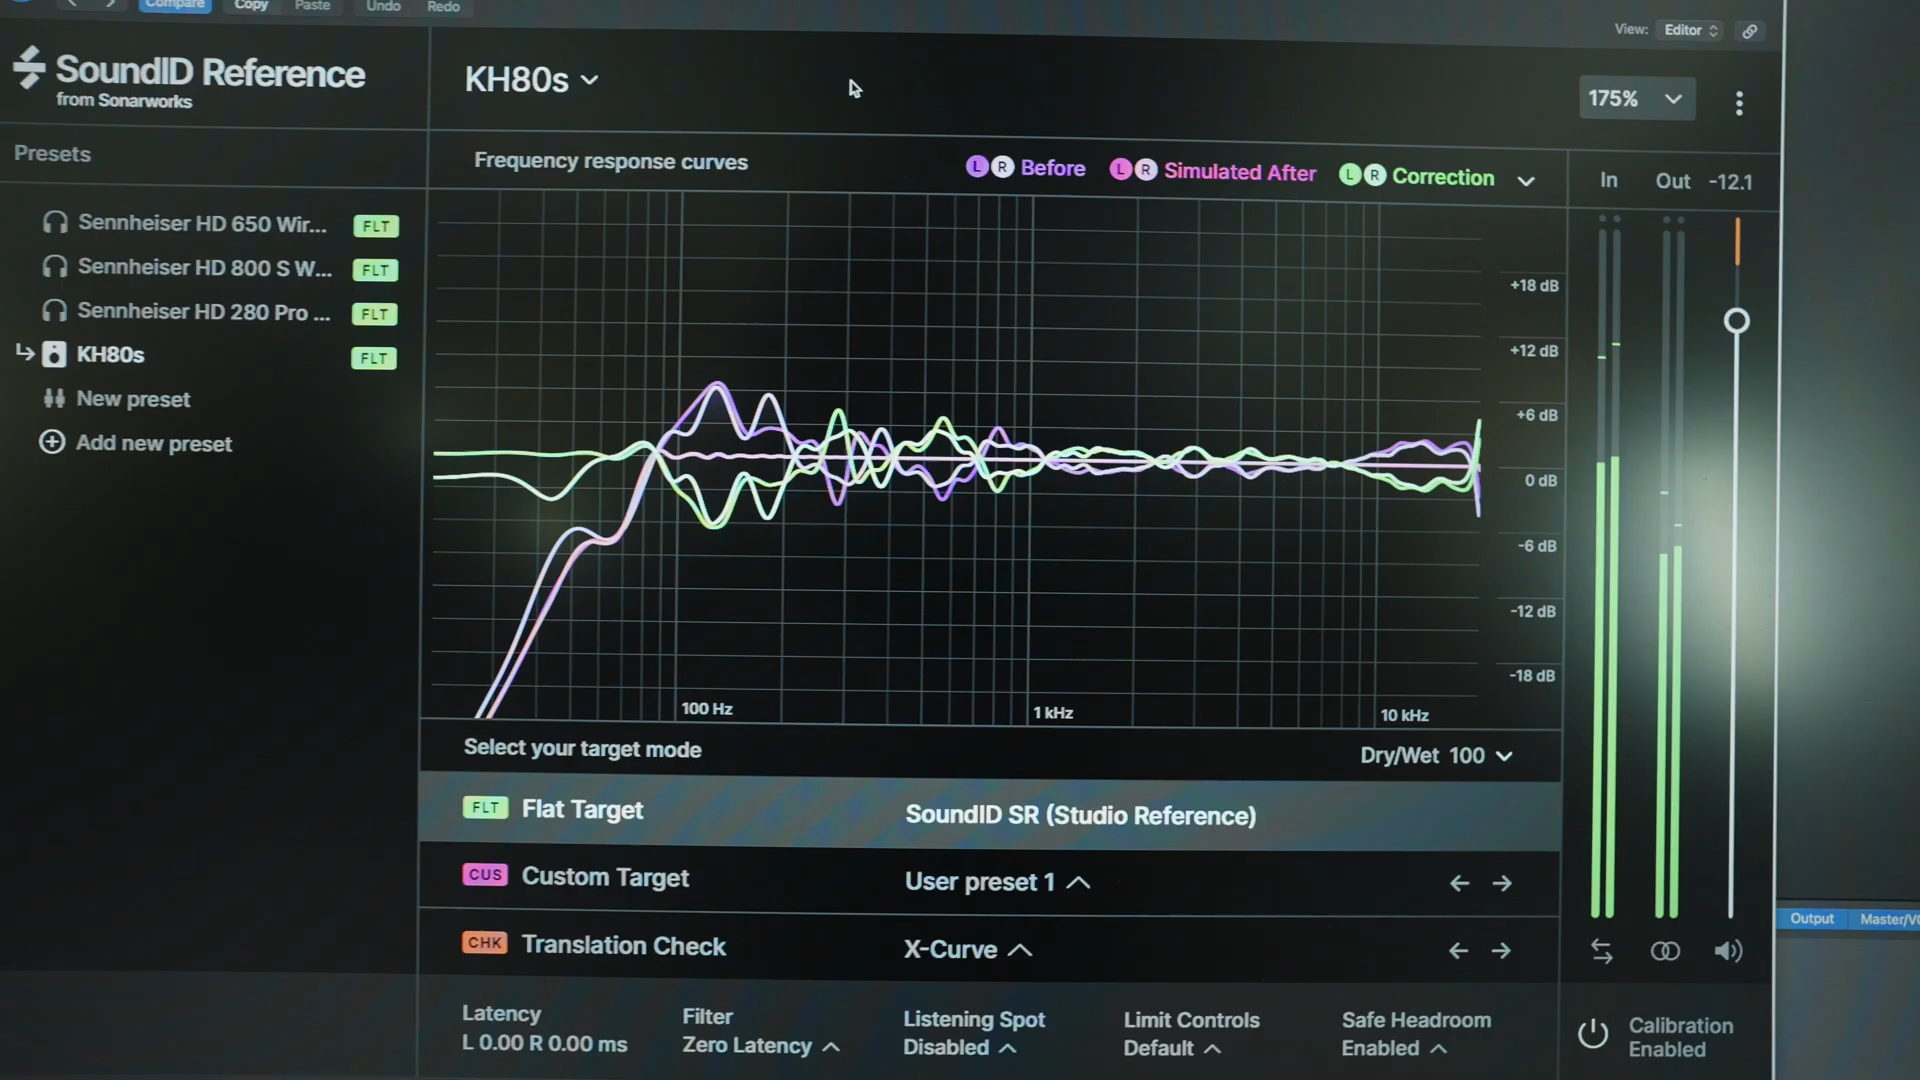 Compare Copy Paste Undo Redo
View: Editor
SoundID Reference
from Sonarworks
KH80s
175%
Presets
Frequency response curves
L R Before L R Simulated After L R Correction
In Out -12.1
Sennheiser HD 650 Wir... FLT
Sennheiser HD 800 S W... FLT
Sennheiser HD 280 Pro ... FLT
KH80s FLT
New preset
Add new preset
+18 dB
+12 dB
+6 dB
0 dB
-6 dB
-12 dB
-18 dB
100 Hz 1 kHz 10 kHz
Select your target mode
Dry/Wet 100
FLT Flat Target SoundID SR (Studio Reference)
CUS Custom Target User preset 1
CHK Translation Check X-Curve
Output Master/VC
Latency Filter Listening Spot Limit Controls Safe Headroom
L 0.00 R 0.00 ms Zero Latency Disabled Default Enabled
Calibration
Enabled